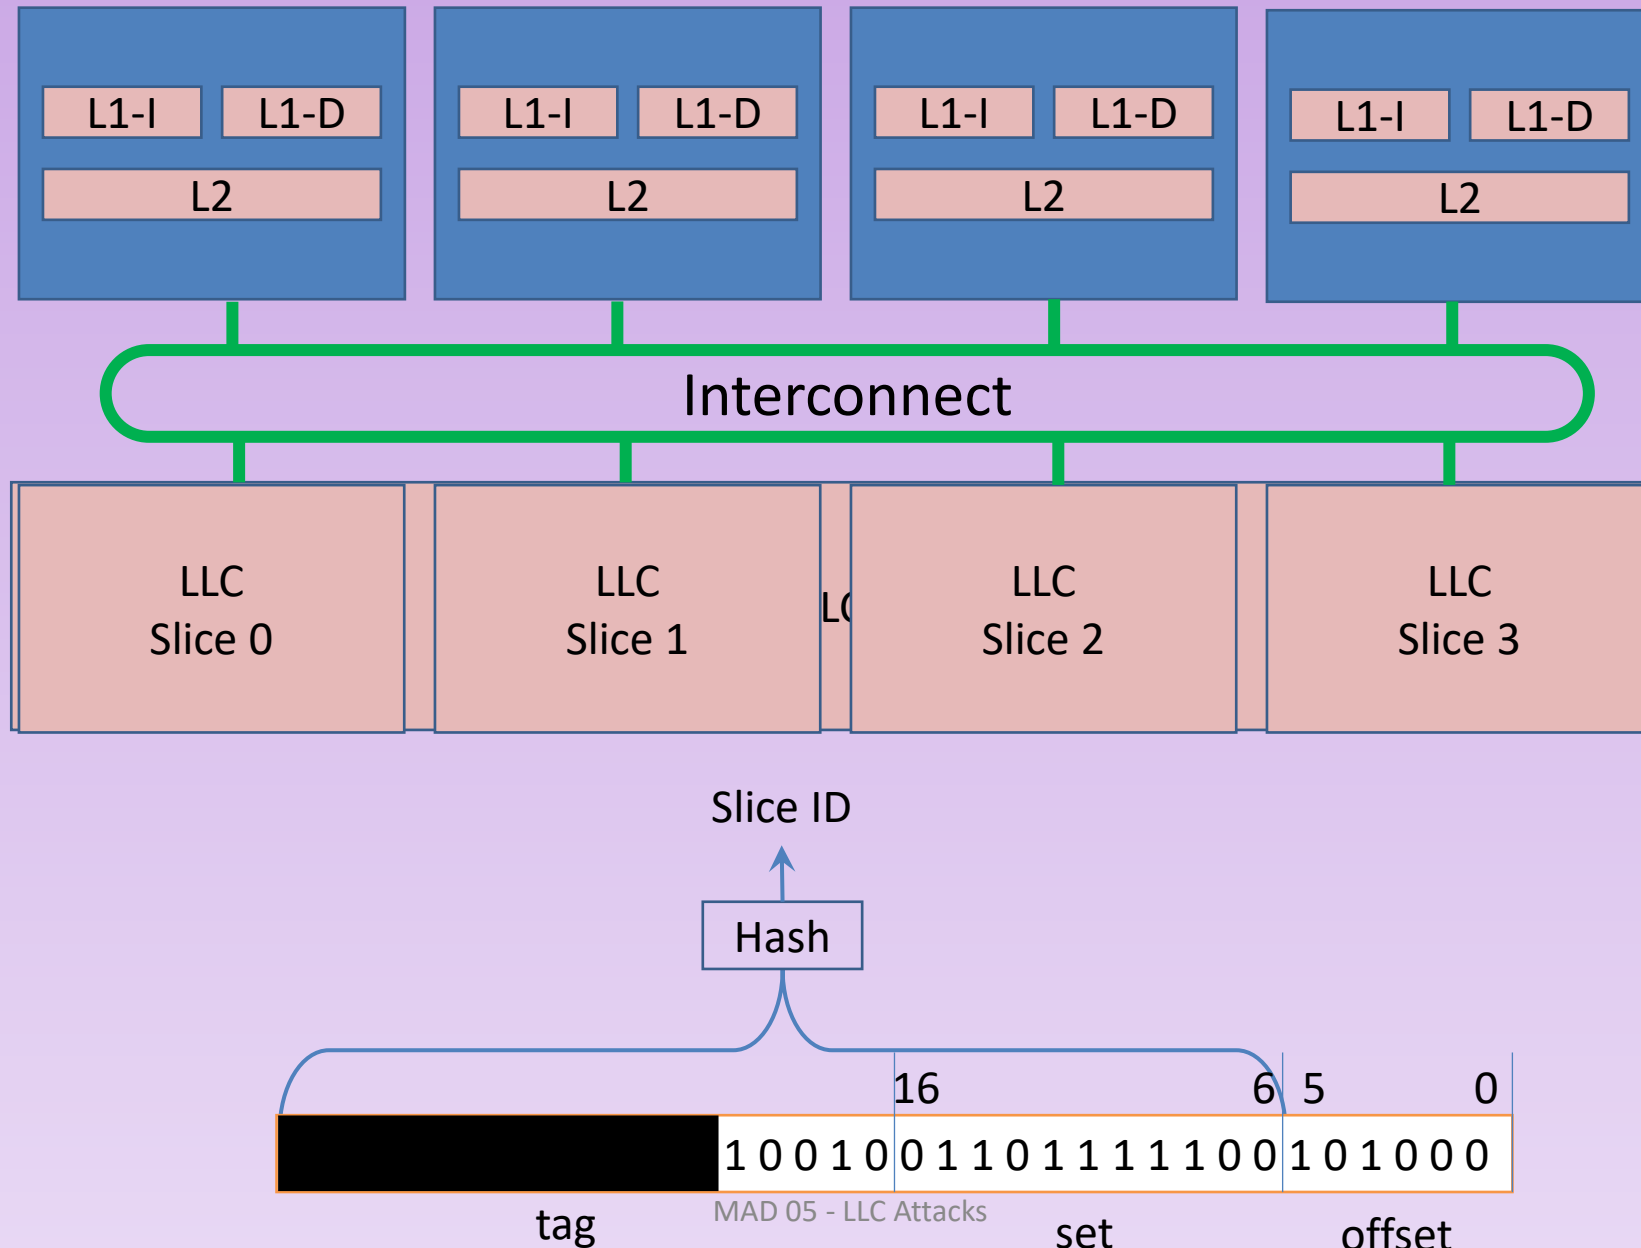 L1-I L1-D L1-I L1-D L1-I L1-D L1-I L1-D
L2 L2 L2 L2
Interconnect
LLC
Slice 0
LLC
Slice 1
LLC
Slice 2
LLC
Slice 3
Slice ID
Hash
16 6 5 0
1 0 0 1 0 0 1 1 0 1 1 1 1 1 0 0 1 0 1 0 0 0
tag set offset
MAD 05 - LLC Attacks